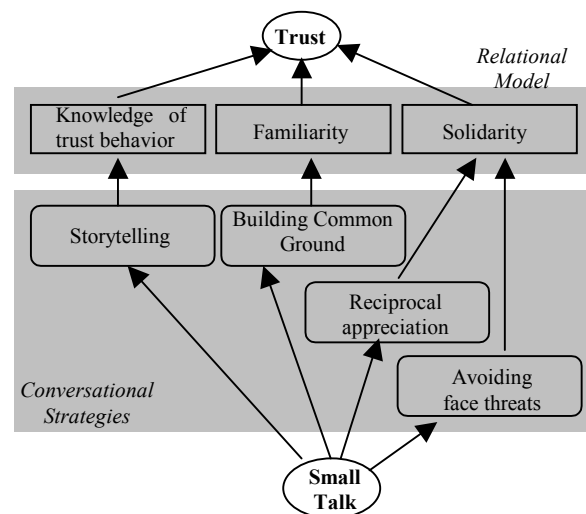 Trust
Relational
Model
Knowledge of
trust behavior
Familiarity
Solidarity
Storytelling
Building Common
Ground
Reciprocal
appreciation
Avoiding
face threats
Conversational
Strategies
Small
Talk